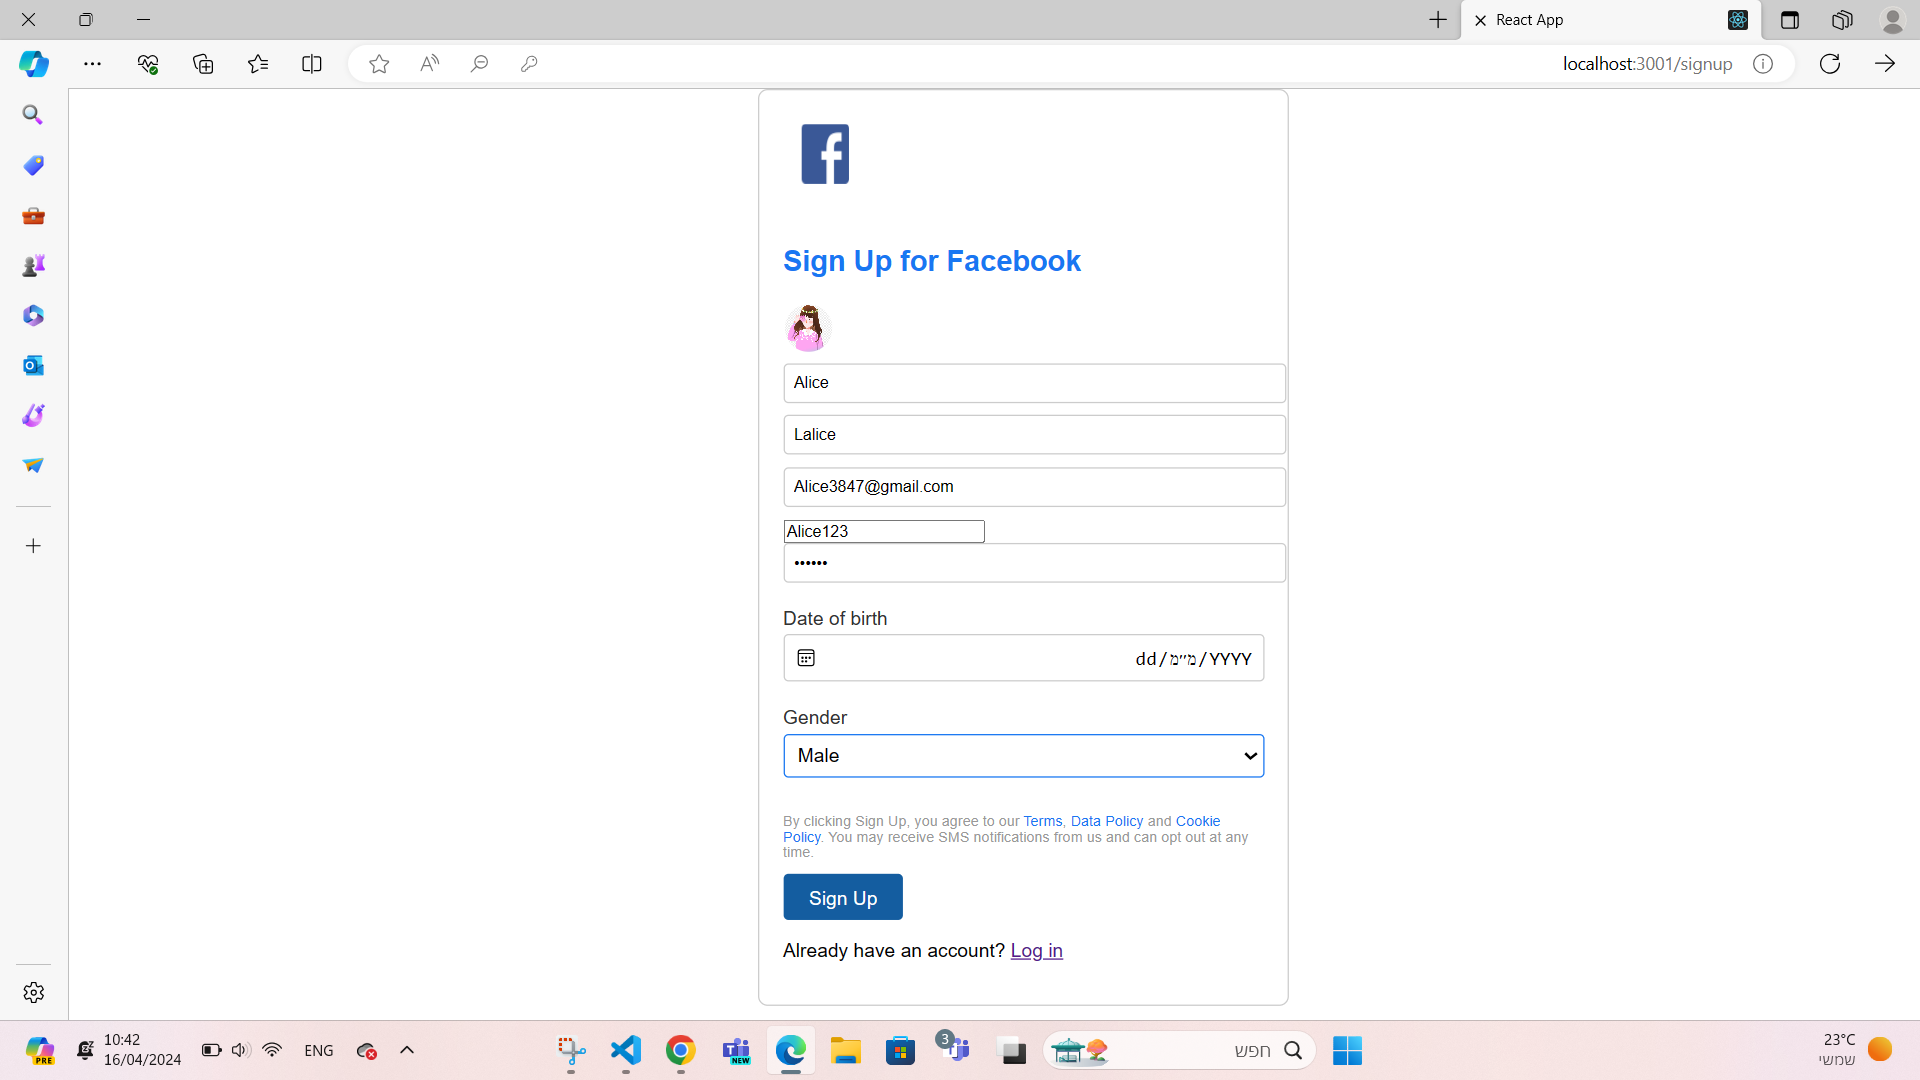 React App
localhost:3001/signup
Sign Up for Facebook
Alice
Lalice
Alice3847@gmail.com
Alice123
••••••
Date of birth
dd/מ״מ/YYYY
Gender
Male
By clicking Sign Up, you agree to our Terms, Data Policy and Cookie
Policy. You may receive SMS notifications from us and can opt out at any
time.
Sign Up
Already have an account? Log in
PRE
10:42
16/04/2024
ENG
NEW
3
חפש
23°C
שמשי